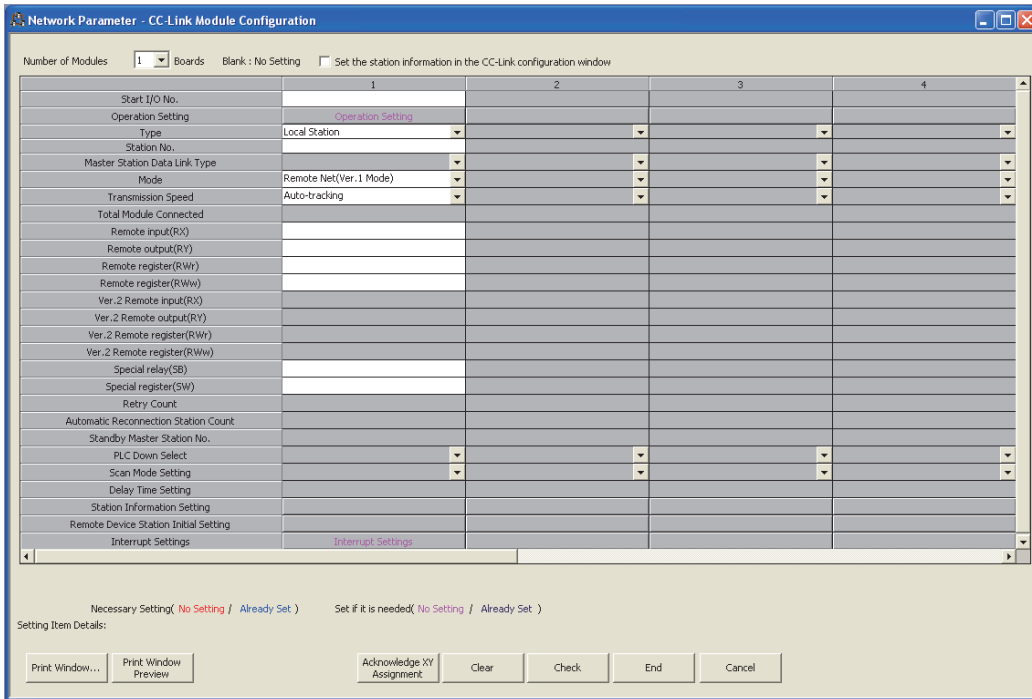 Network Parameter - CC-Link Module Configuration
Number of Modules 1 Boards Blank : No Setting Set the station information in the CC-Link configuration window
1 2 3 4
Start I/O No.
Operation Setting Operation Setting
Type Local Station
Station No.
Master Station Data Link Type
Mode Remote Net(Ver.1 Mode)
Transmission Speed Auto-tracking
Total Module Connected
Remote input(RX)
Remote output(RY)
Remote register(RWr)
Remote register(RWw)
Ver.2 Remote input(RX)
Ver.2 Remote output(RY)
Ver.2 Remote register(RWr)
Ver.2 Remote register(RWw)
Special relay(SB)
Special register(SW)
Retry Count
Automatic Reconnection Station Count
Standby Master Station No.
PLC Down Select
Scan Mode Setting
Delay Time Setting
Station Information Setting
Remote Device Station Initial Setting
Interrupt Settings Interrupt Settings
Necessary Setting( No Setting / Already Set ) Set if it is needed( No Setting / Already Set )
Setting Item Details:
Print Window... Print Window Preview Acknowledge XY Assignment Clear Check End Cancel